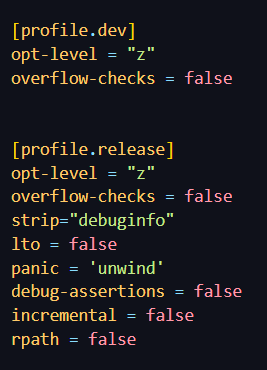 [profile.dev]
opt-level = "z"
overflow-checks = false
[profile.release]
opt-level = "z"
overflow-checks = false
strip="debuginfo"
lto = false
panic = 'unwind'
debug-assertions = false
incremental = false
rpath = false